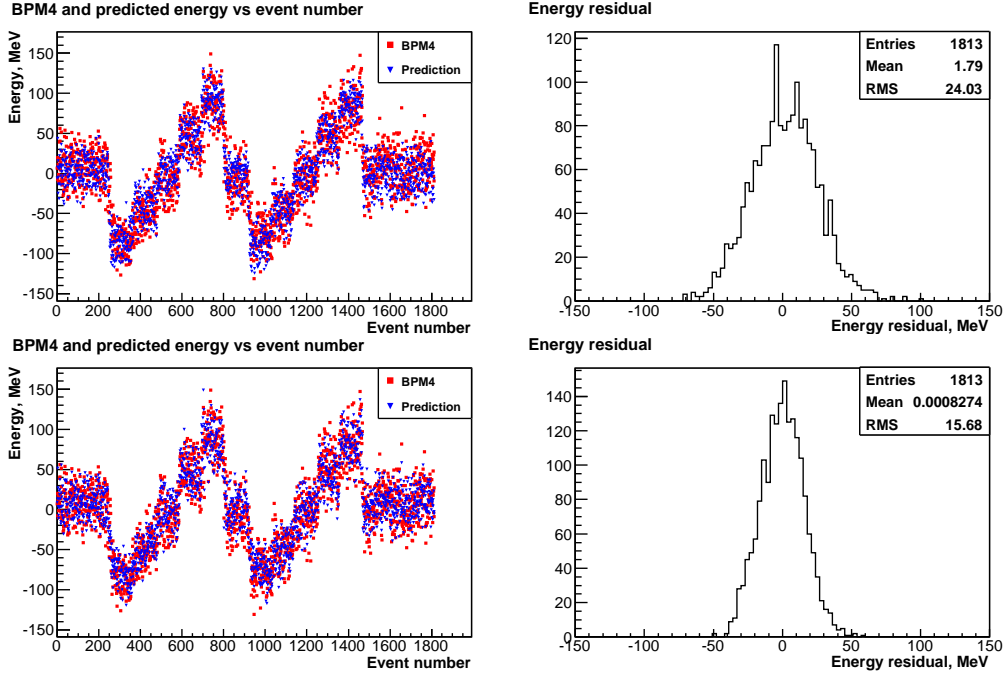 BPM4 and predicted energy vs event number
Energy, MeV
150
100
50
0
-50
-100
-150
0 200 400 600 800 1000 1200 1400 1600 1800
Event number
BPM4
Prediction
Energy residual
120
100
80
60
40
20
0
-150 -100 -50 0 50 100 150
Energy residual, MeV
Entries 1813
Mean 1.79
RMS 24.03
BPM4 and predicted energy vs event number
Energy, MeV
150
100
50
0
-50
-100
-150
0 200 400 600 800 1000 1200 1400 1600 1800
Event number
BPM4
Prediction
Energy residual
140
120
100
80
60
40
20
0
-150 -100 -50 0 50 100 150
Energy residual, MeV
Entries 1813
Mean 0.0008274
RMS 15.68